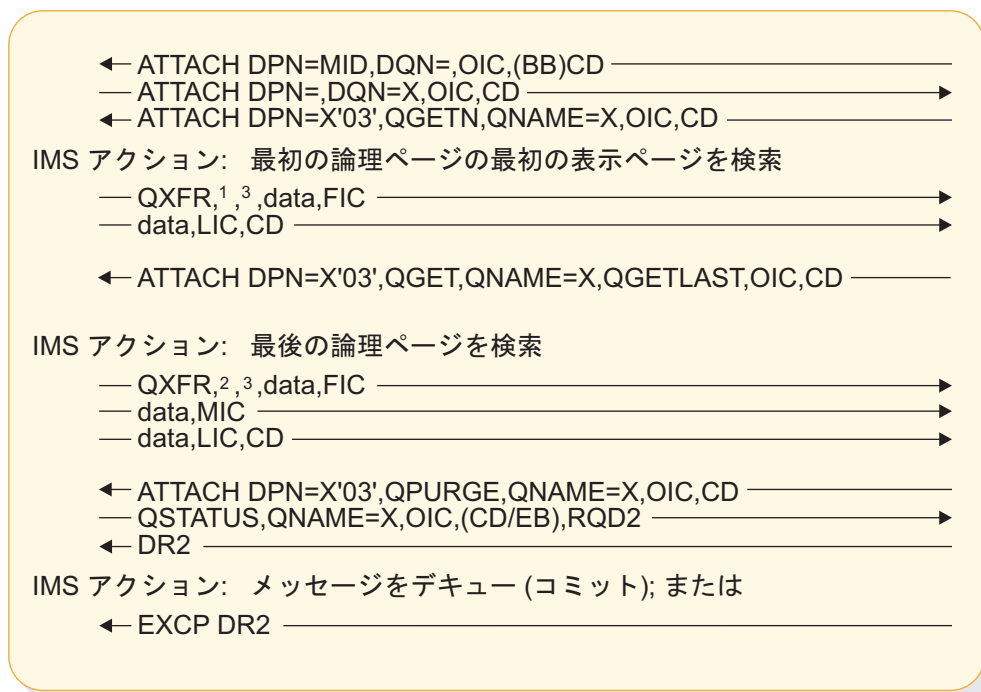 ATTACH DPN=MID,DQN=,OIC,(BB)CD
ATTACH DPN=,DQN=X,OIC,CD
ATTACH DPN=X'03',QGETN,QNAME=X,OIC,CD
IMS アクション: 最初の論理ページの最初の表示ページを検索
QXFR,1,3,data,FIC
data,LIC,CD
ATTACH DPN=X'03',QGET,QNAME=X,QGETLAST,OIC,CD
IMS アクション: 最後の論理ページを検索
QXFR,2,3,data,FIC
data,MIC
data,LIC,CD
ATTACH DPN=X'03',QPURGE,QNAME=X,OIC,CD
QSTATUS,QNAME=X,OIC,(CD/EB),RQD2
DR2
IMS アクション: メッセージをデキュー (コミット); または
EXCP DR2